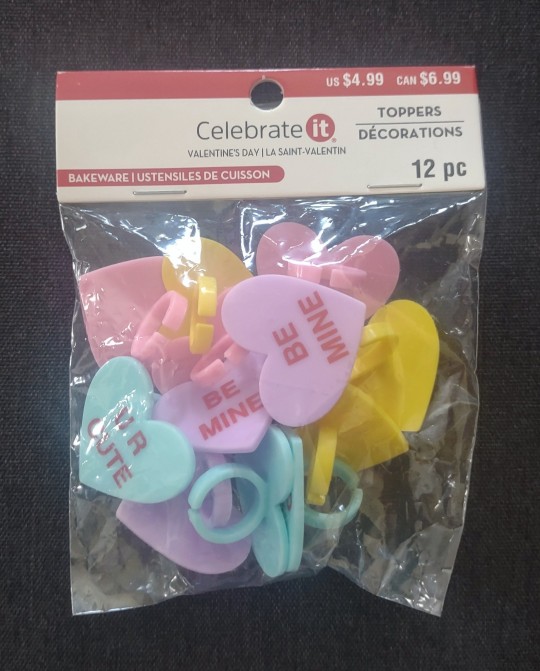 US $4.99 CAN $6.99
Celebrate it
VALENTINE'S DAY | LA SAINT-VALENTIN
TOPPERS
DÉCORATIONS
BAKEWARE | USTENSILES DE CUISSON
12 pc
BE
MINE
BE
MINE
U R
CUTE